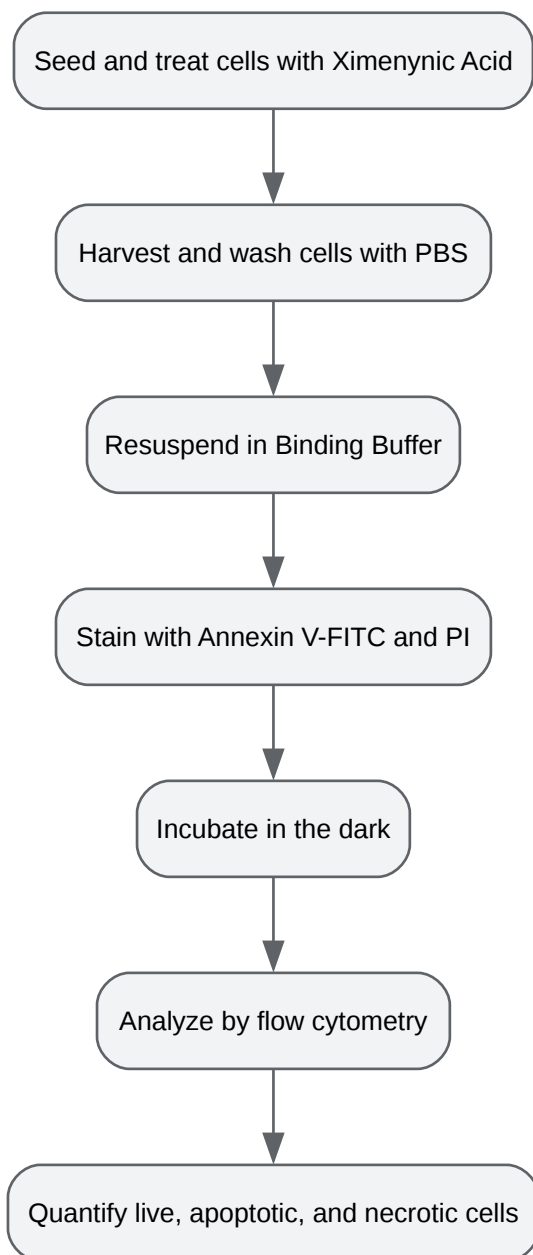 Seed and treat cells with Ximenynic Acid
Harvest and wash cells with PBS
Resuspend in Binding Buffer
Stain with Annexin V-FITC and PI
Incubate in the dark
Analyze by flow cytometry
Quantify live, apoptotic, and necrotic cells